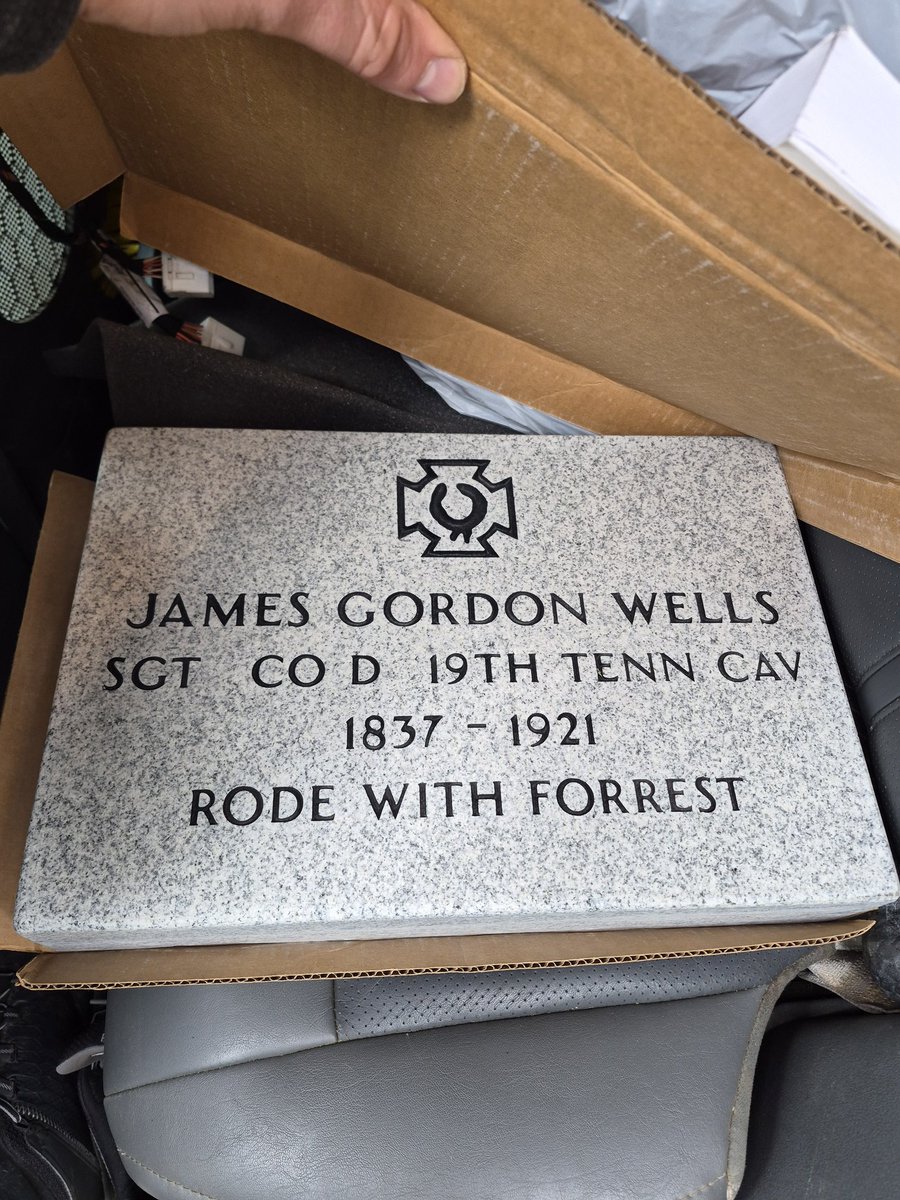 JAMES GORDON WELLS
SGT CO D 19TH TENN CAV
1837 - 1921
RODE WITH FORREST